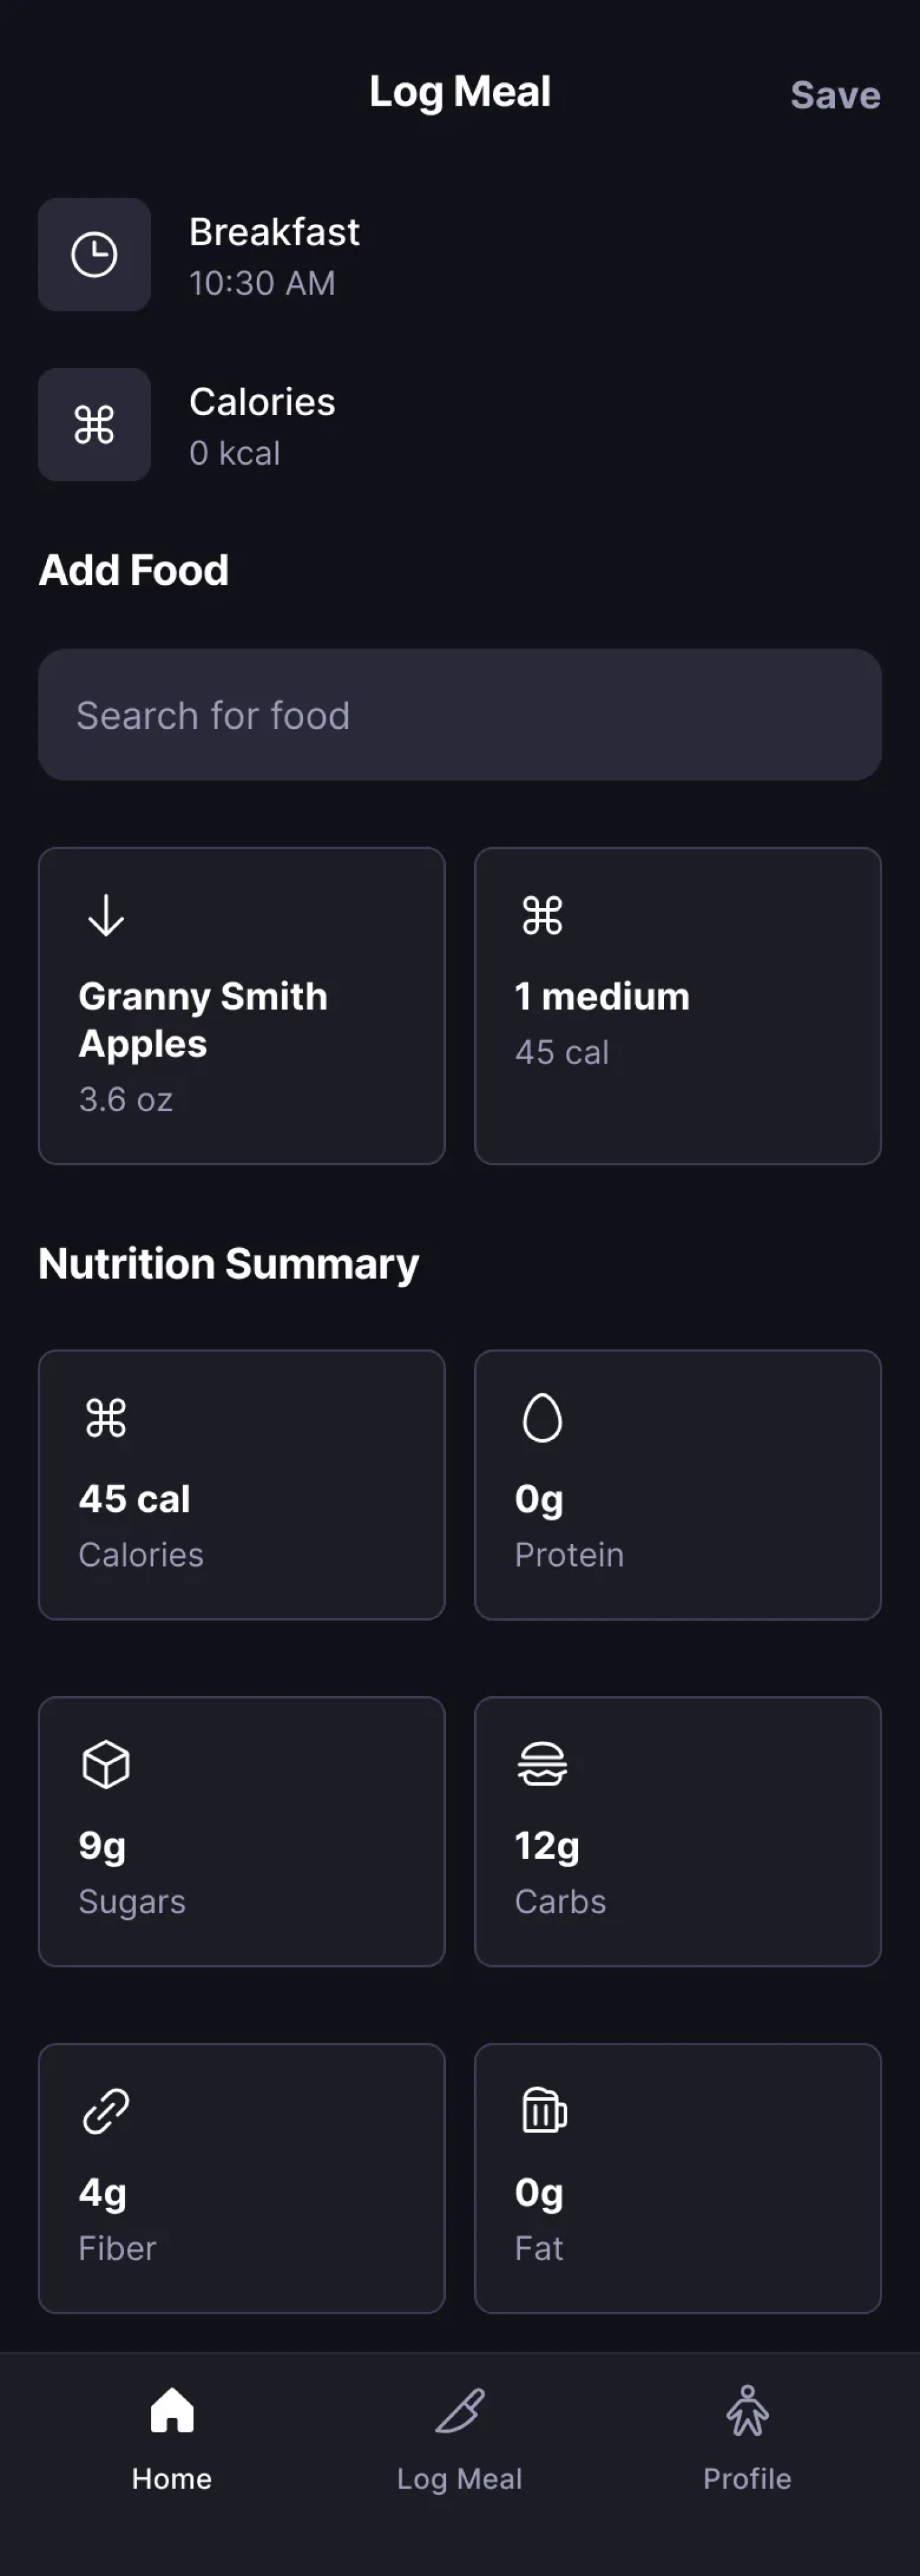 Log Meal
Save
Breakfast
10:30 AM
Calories
0 kcal
Add Food
Search for food
Granny Smith
Apples
3.6 oz
1 medium
45 cal
Nutrition Summary
45 cal
Calories
0g
Protein
9g
Sugars
12g
Carbs
4g
Fiber
0g
Fat
Home
Log Meal
Profile